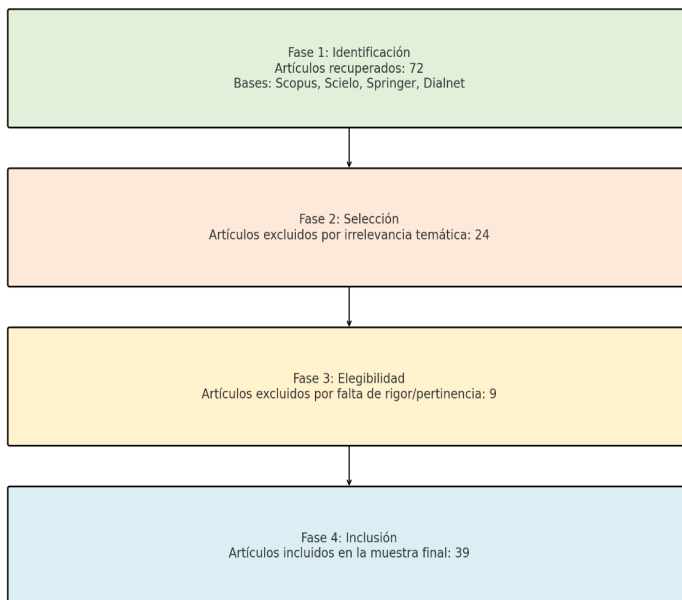 Fase 1: Identificación
Artículos recuperados: 72
Bases: Scopus, Scielo, Springer, Dialnet
Fase 2: Selección
Artículos excluidos por irrelevancia temática: 24
Fase 3: Elegibilidad
Artículos excluidos por falta de rigor/pertinencia: 9
Fase 4: Inclusión
Artículos incluidos en la muestra final: 39